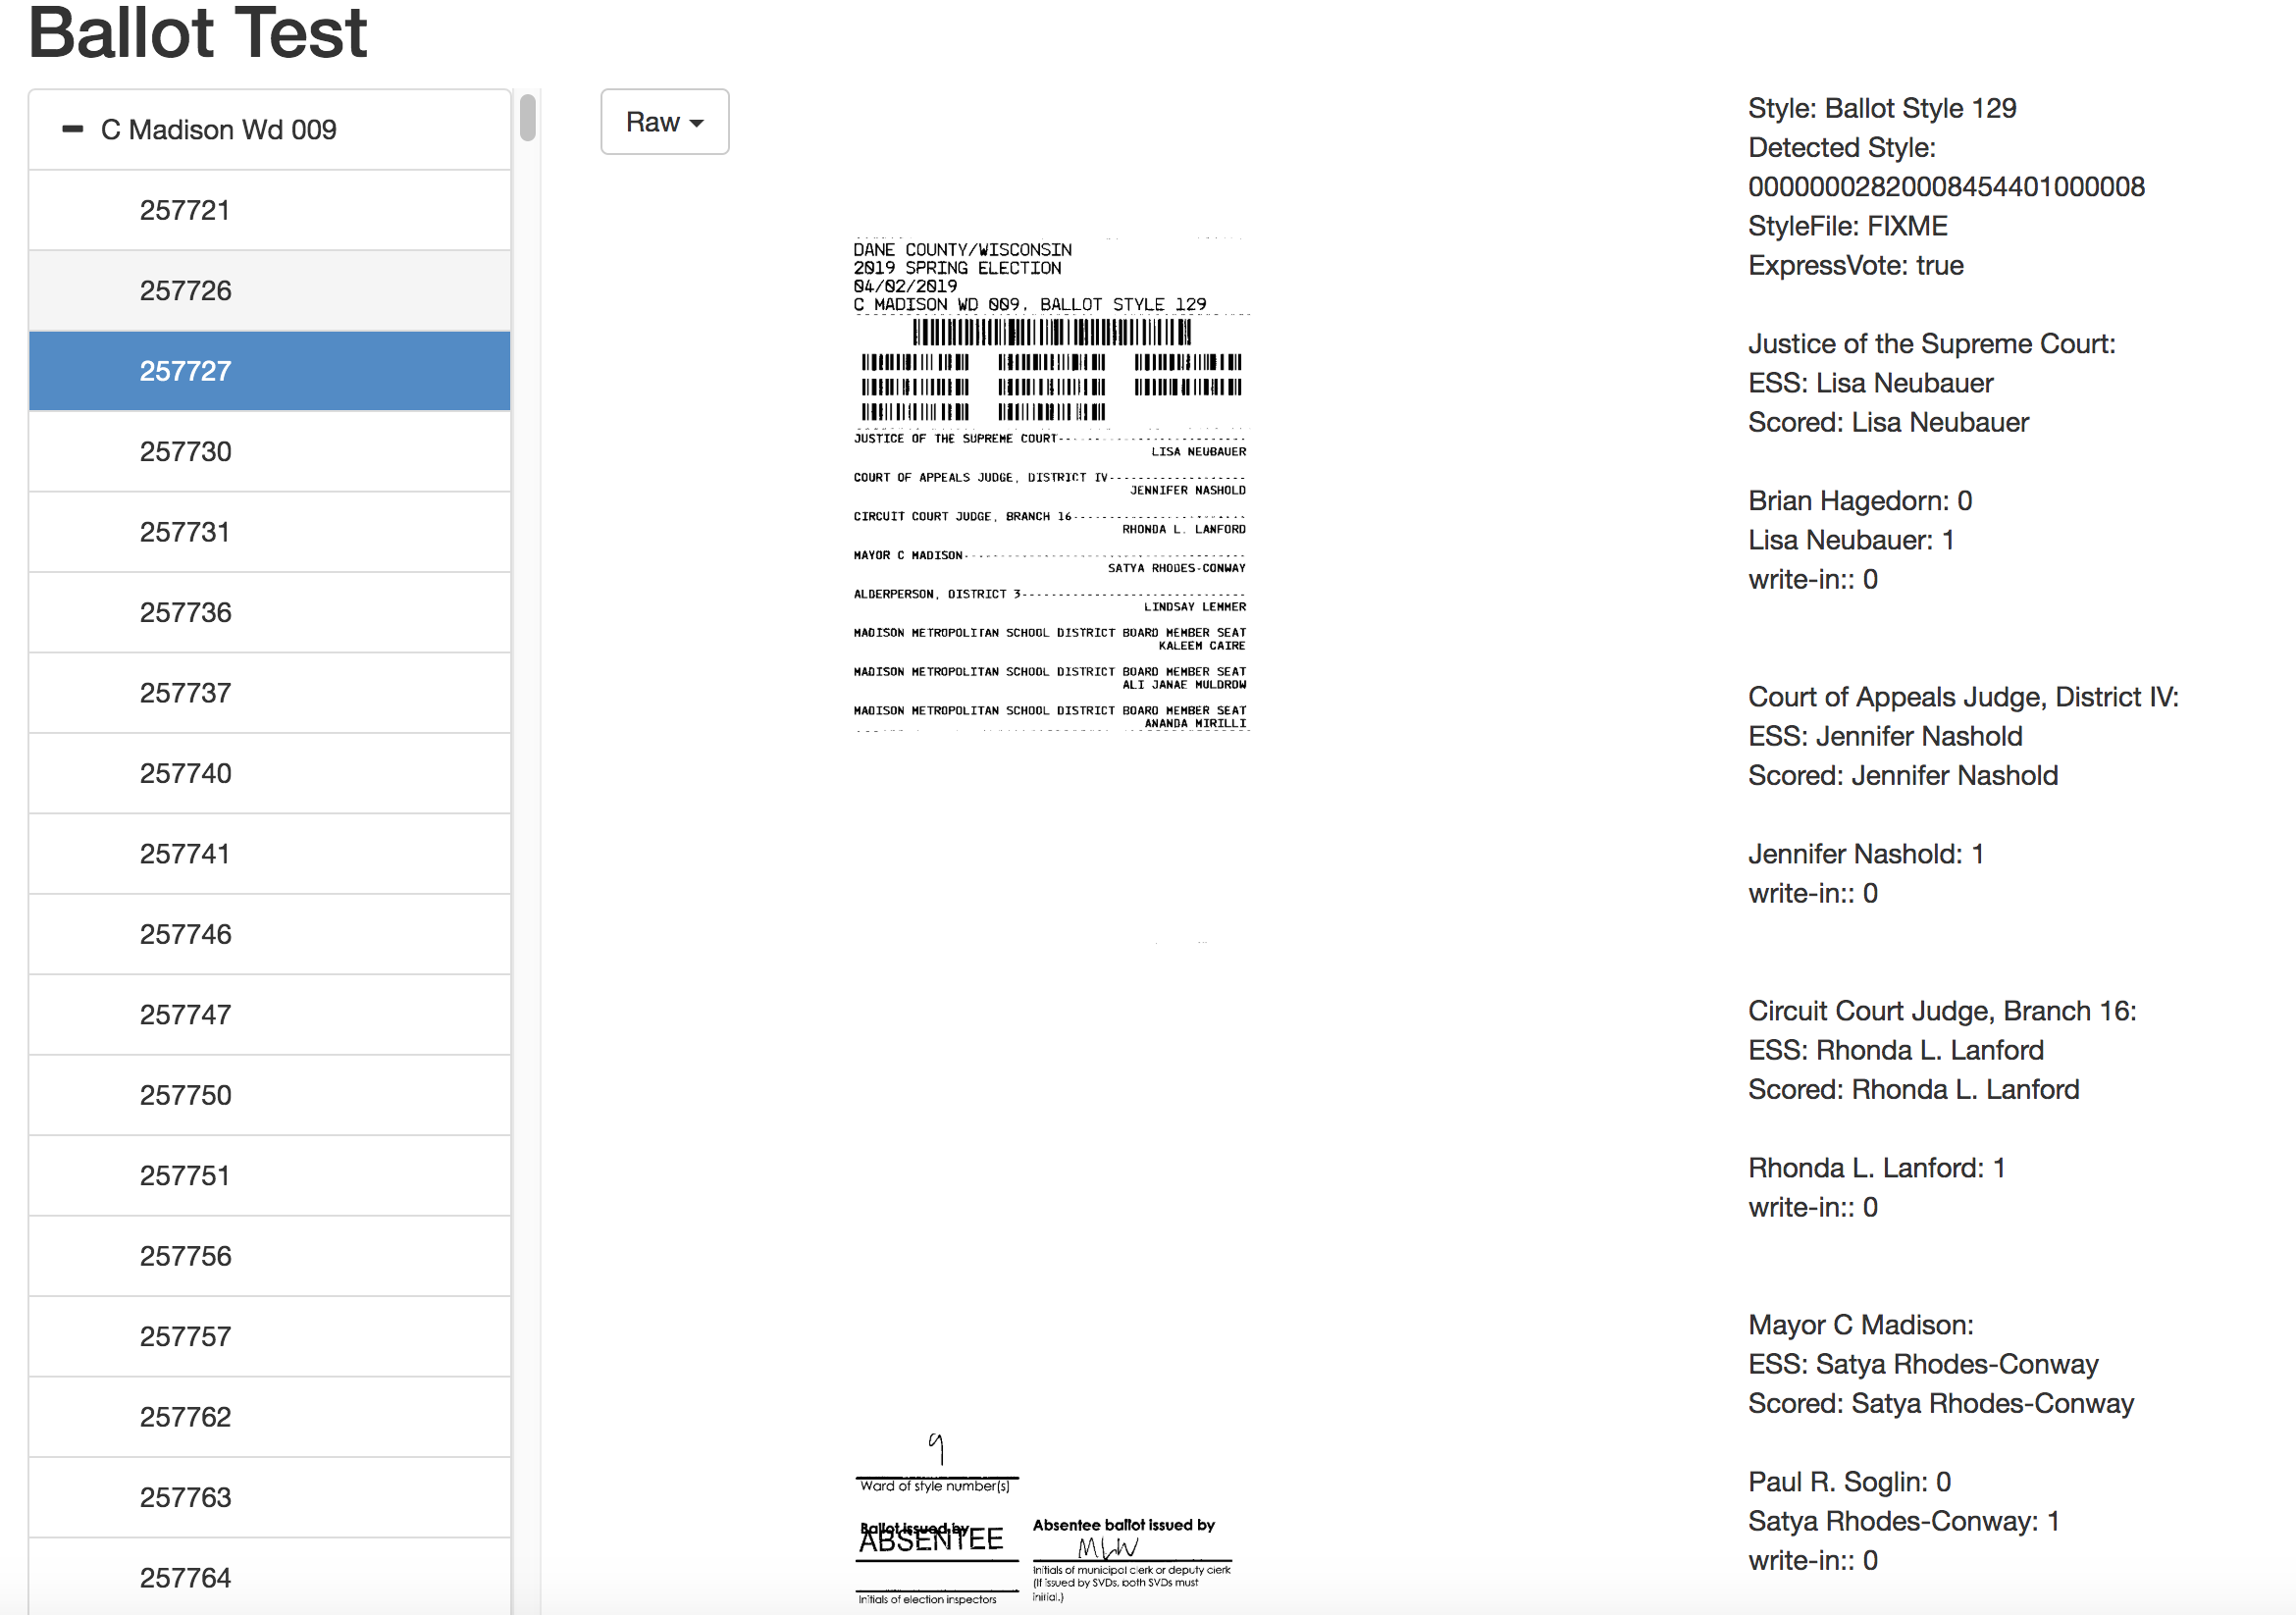 Ballot Test
C Madison Wd 009
257721
257726
257727
257730
257731
257736
257737
257740
257741
257746
257747
257750
257751
257756
257757
257762
257763
257764
Raw
DANE COUNTY/WISCONSIN
2019 SPRING ELECTION
04/02/2019
C MADISON WD 009, BALLOT STYLE 129
JUSTICE OF THE SUPREME COURT
LISA NEUBAUER
COURT OF APPEALS JUDGE, DISTRICT IV
JENNIFER NASHOLD
CIRCUIT COURT JUDGE, BRANCH 16
RHONDA L. LANFORD
MAYOR C MADISON
SATYA RHODES-CONWAY
ALDERPERSON, DISTRICT 3
LINDSAY LEMMER
MADISON METROPOLITAN SCHOOL DISTRICT BOARD MEMBER SEAT
KALEEM CAIRE
MADISON METROPOLITAN SCHOOL DISTRICT BOARD MEMBER SEAT
ALI JANAE MULDROW
MADISON METROPOLITAN SCHOOL DISTRICT BOARD MEMBER SEAT
ANANDA MIRILLI
9
Ward of style number(s)
Ballot issued by
ABSENTEE
Initials of election inspectors
Absentee ballot issued by
MLW
Initials of municipal clerk or deputy clerk
(If issued by SVDs, both SVDs must
initial.)
Style: Ballot Style 129
Detected Style:
00000002820008454401000008
StyleFile: FIXME
ExpressVote: true
Justice of the Supreme Court:
ESS: Lisa Neubauer
Scored: Lisa Neubauer
Brian Hagedorn: 0
Lisa Neubauer: 1
write-in:: 0
Court of Appeals Judge, District IV:
ESS: Jennifer Nashold
Scored: Jennifer Nashold
Jennifer Nashold: 1
write-in:: 0
Circuit Court Judge, Branch 16:
ESS: Rhonda L. Lanford
Scored: Rhonda L. Lanford
Rhonda L. Lanford: 1
write-in:: 0
Mayor C Madison:
ESS: Satya Rhodes-Conway
Scored: Satya Rhodes-Conway
Paul R. Soglin: 0
Satya Rhodes-Conway: 1
write-in:: 0